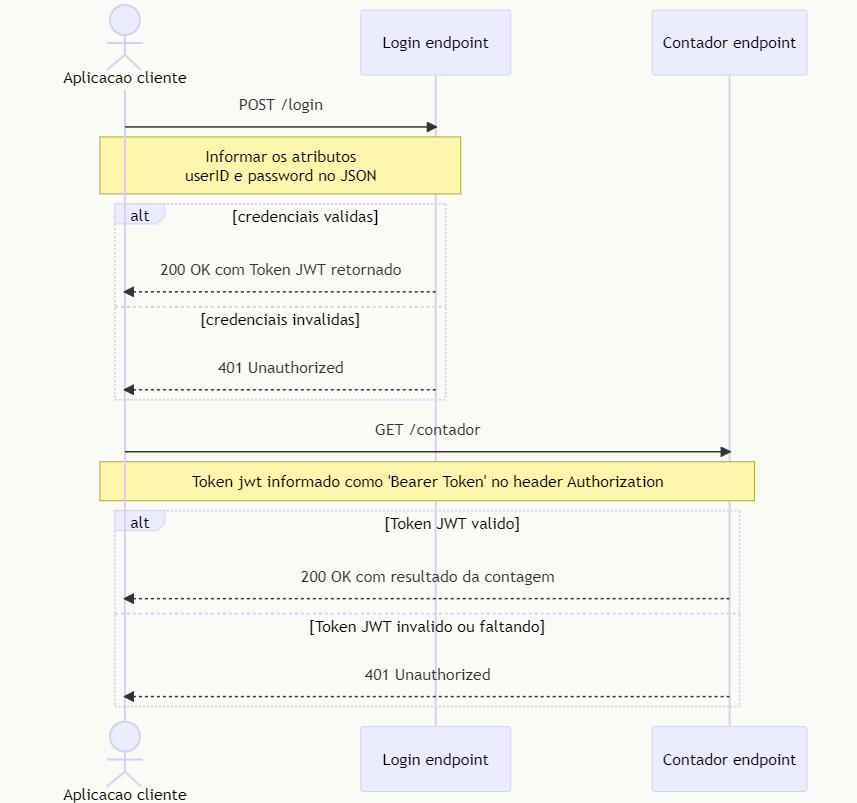 Login endpoint
Contador endpoint
Aplicacao cliente
POST /login
Informar os atributos
userID e password no JSON
alt
[credenciais validas]
200 OK com Token JWT retornado
[credenciais invalidas]
401 Unauthorized
GET /contador
Token jwt informado como 'Bearer Token' no header Authorization
alt
[Token JWT valido]
200 OK com resultado da contagem
[Token JWT invalido ou faltando]
401 Unauthorized
Login endpoint
Contador endpoint
Aplicacao cliente